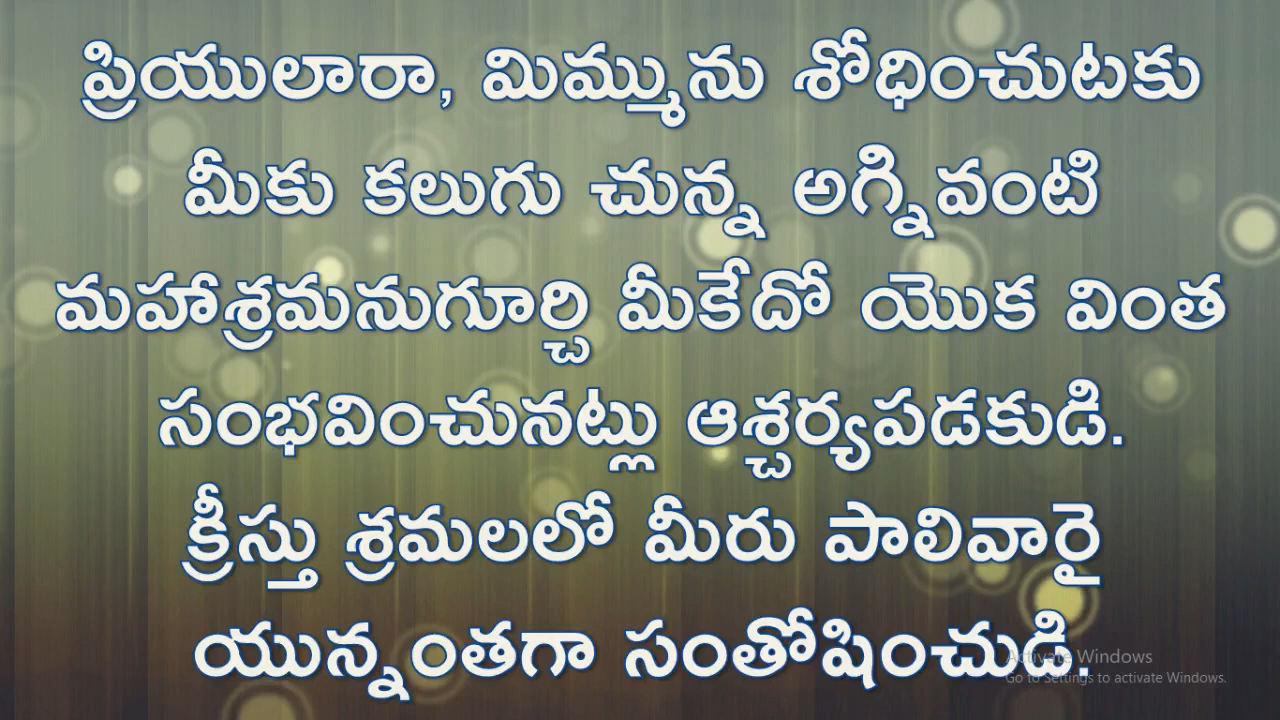 ప్రియులారా, మిమ్మును శోధించుటకు
మీకు కలుగు చున్న అగ్నివంటి
మహాశ్రమనుగూర్చి మీకేదో యొక వింత
సంభవించునట్లు ఆశ్చర్యపడకుడి.
క్రీస్తు శ్రమలలో మీరు పాలివారై
యున్నంతగా సంతోషించుడి.
Activate Windows
Go to Settings to activate Windows.